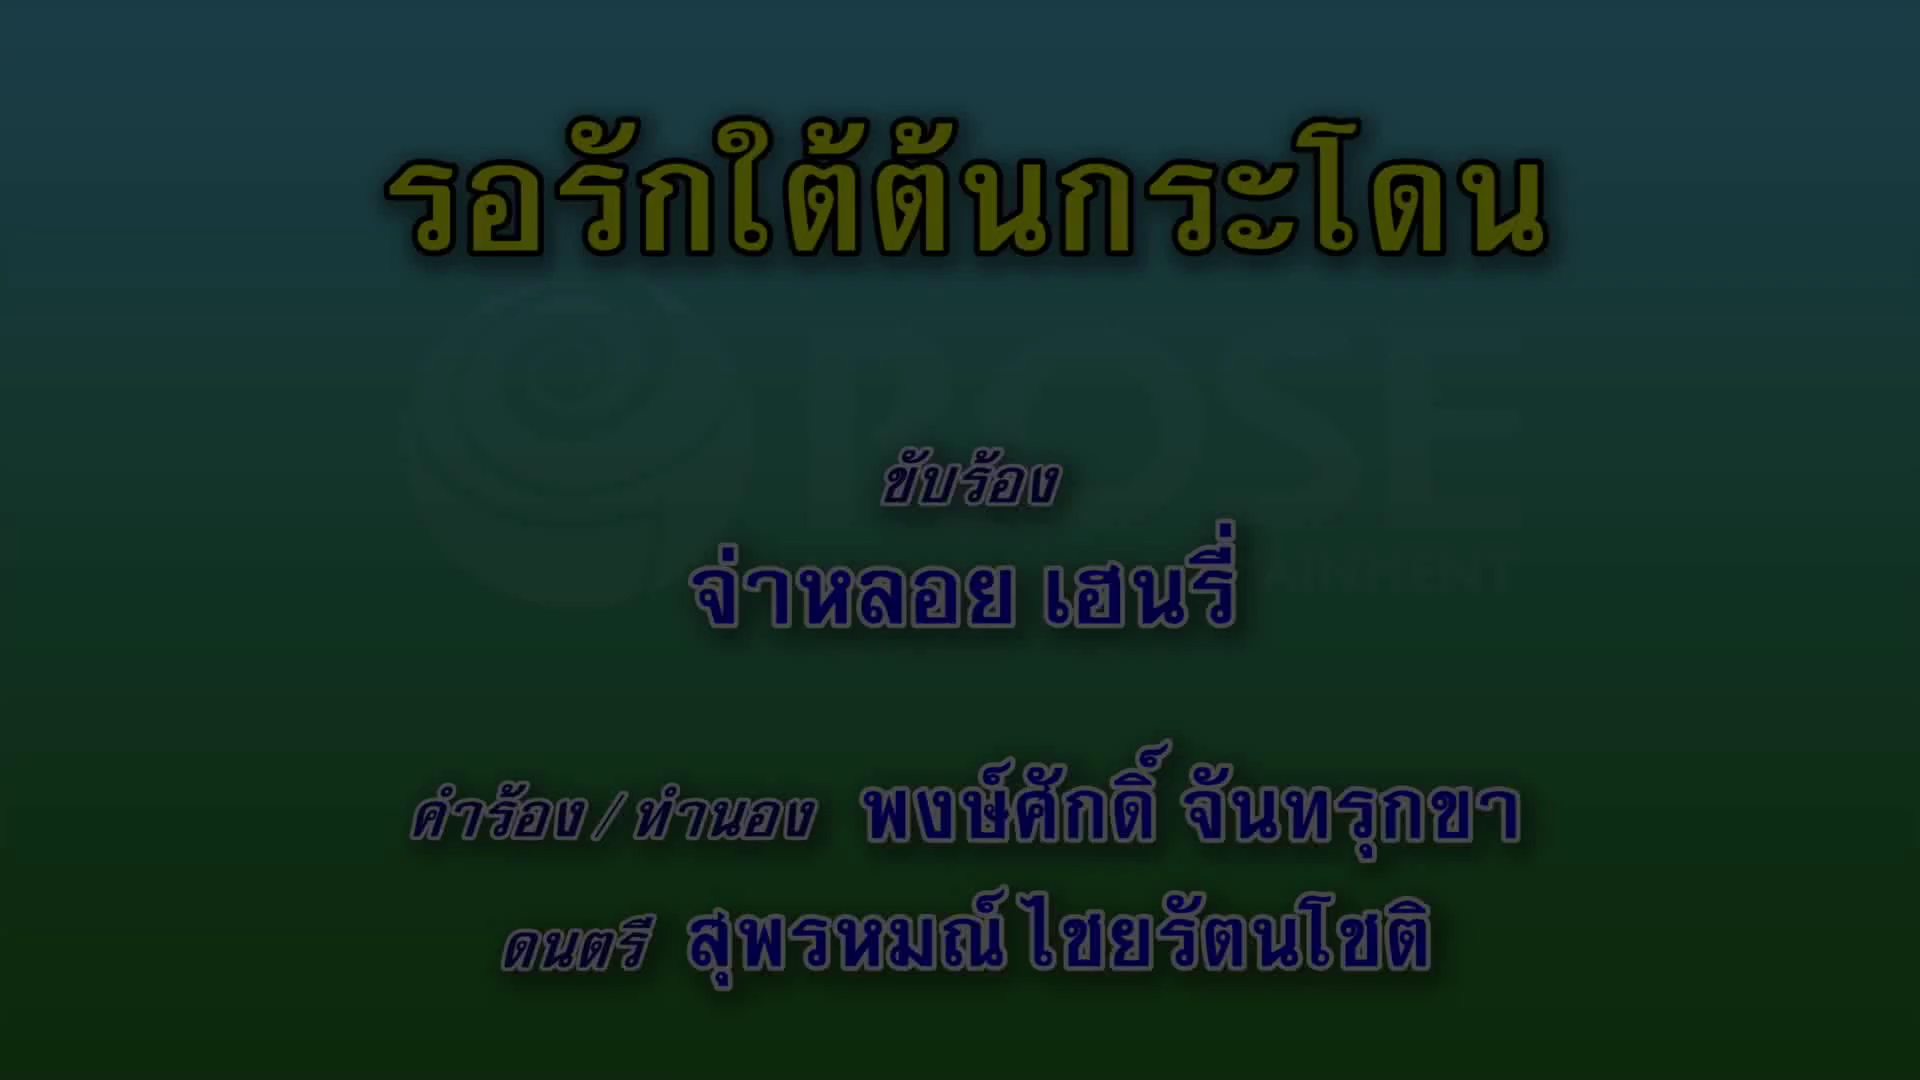 รอรักใต้ต้นกระโดน
ROSE
AINMENT
ขับร้อง
จ่าหลอย เฮนรี่
คำร้อง / ทำนอง พงษ์ศักดิ์ จันทรุกขา
ดนตรี สุพรหมณ์ ไชยรัตนโชติ